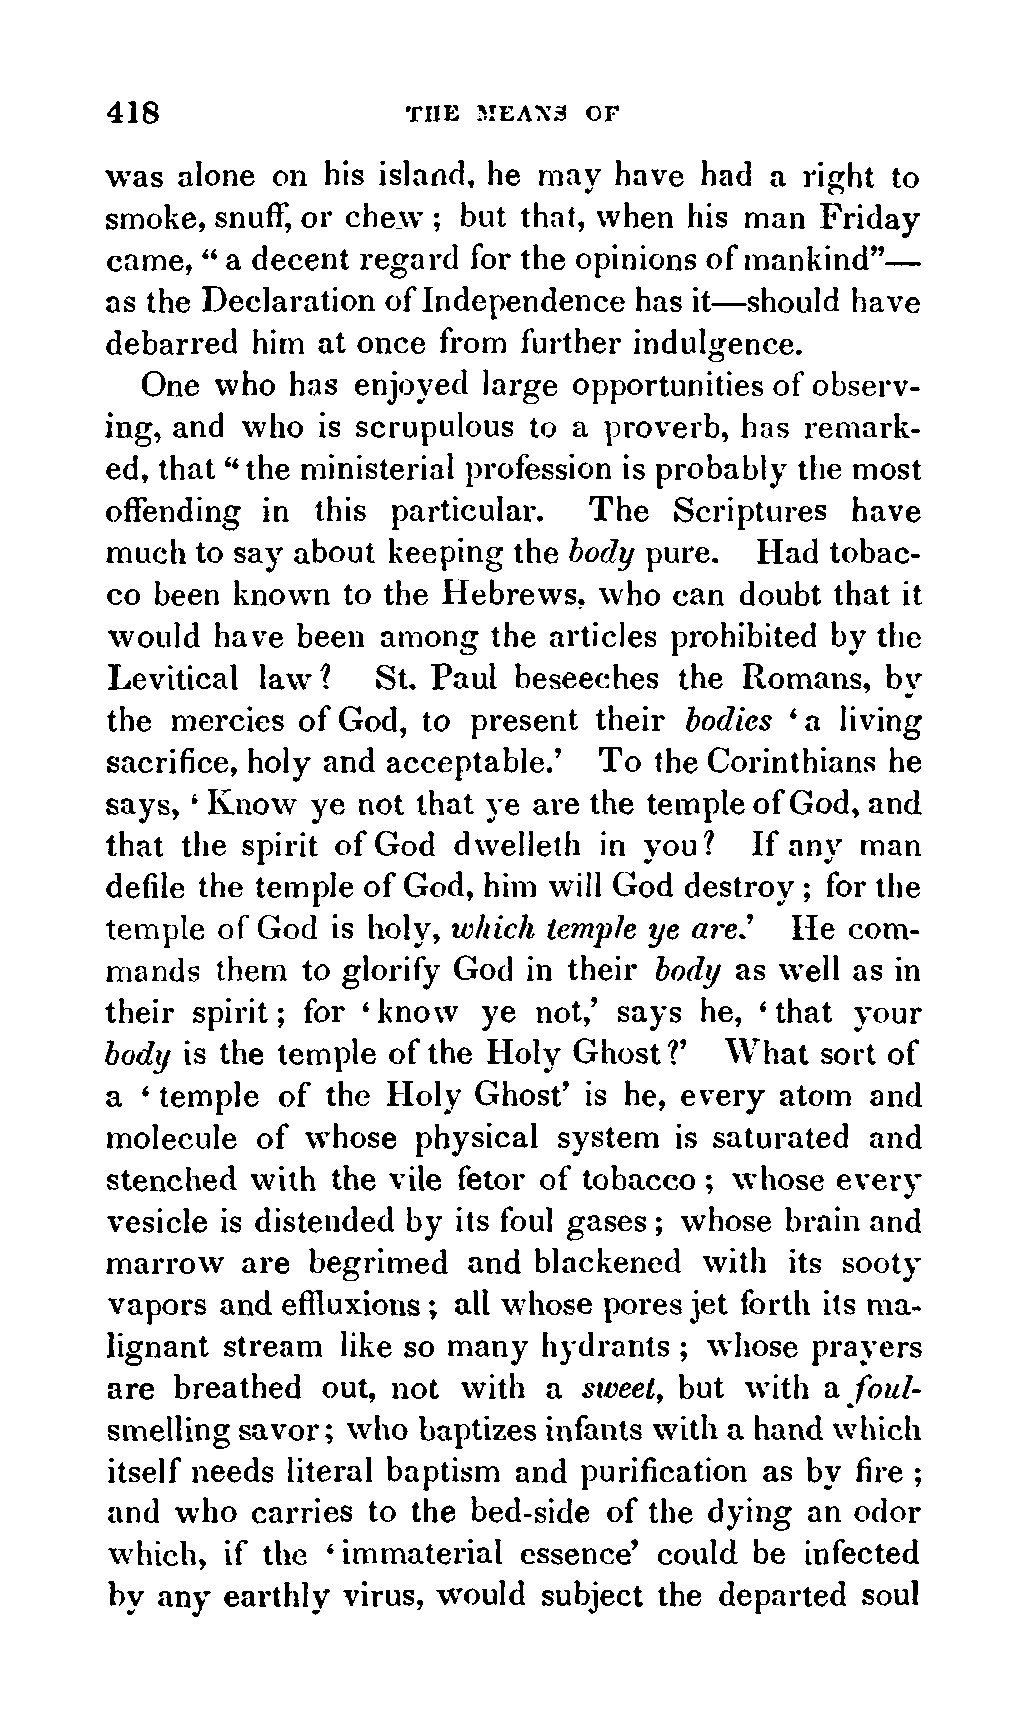 418 THE MEANS OF
was alone on his island, he may have had a right to
smoke, snuff, or chew ; but that, when his man Friday
came, “ a decent regard for the opinions of mankind”—
as the Declaration of Independence has it—should have
debarred him at once from further indulgence.
One who has enjoyed large opportunities of observ-
ing, and who is scrupulous to a proverb, has remark-
ed, that “ the ministerial profession is probably the most
offending in this particular. The Scriptures have
much to say about keeping the body pure. Had tobac-
co been known to the Hebrews, who can doubt that it
would have been among the articles prohibited by the
Levitical law ? St. Paul beseeches the Romans, by
the mercies of God, to present their bodies ‘ a living
sacrifice, holy and acceptable.’ To the Corinthians he
says, ‘ Know ye not that ye are the temple of God, and
that the spirit of God dwelleth in you ? If any man
defile the temple of God, him will God destroy ; for the
temple of God is holy, which temple ye are.’ He com-
mands them to glorify God in their body as well as in
their spirit ; for ‘ know ye not,’ says he, ‘ that your
body is the temple of the Holy Ghost ?’ What sort of
a ‘ temple of the Holy Ghost’ is he, every atom and
molecule of whose physical system is saturated and
stenched with the vile fetor of tobacco ; whose every
vesicle is distended by its foul gases ; whose brain and
marrow are begrimed and blackened with its sooty
vapors and effluxions ; all whose pores jet forth its ma-
lignant stream like so many hydrants ; whose prayers
are breathed out, not with a sweet, but with a foul-
smelling savor ; who baptizes infants with a hand which
itself needs literal baptism and purification as by fire ;
and who carries to the bed-side of the dying an odor
which, if the ‘ immaterial essence’ could be infected
by any earthly virus, would subject the departed soul